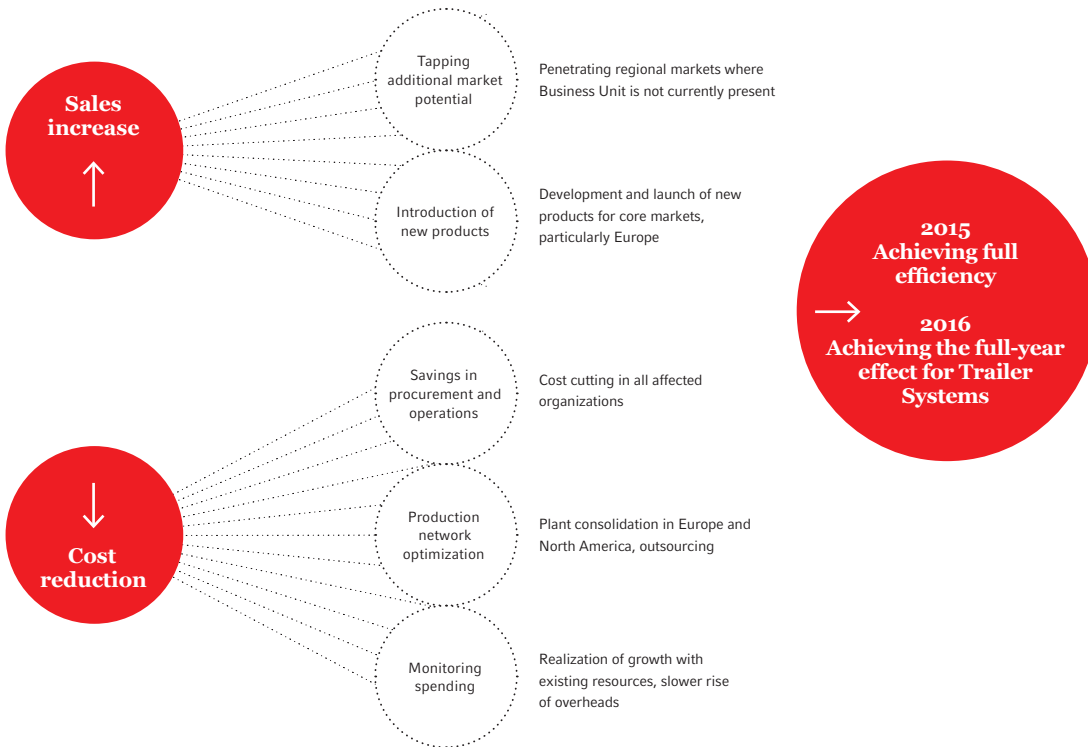 Sales
increase
Tapping
additional market
potential
Penetrating regional markets where
Business Unit is not currently present
Introduction of
new products
Development and launch of new
products for core markets,
particularly Europe
Cost
reduction
Savings in
procurement and
operations
Cost cutting in all affected
organizations
Production
network
optimization
Plant consolidation in Europe and
North America, outsourcing
Monitoring
spending
Realization of growth with
existing resources, slower rise
of overheads
2015
Achieving full
efficiency
2016
Achieving the full-year
effect for Trailer
Systems